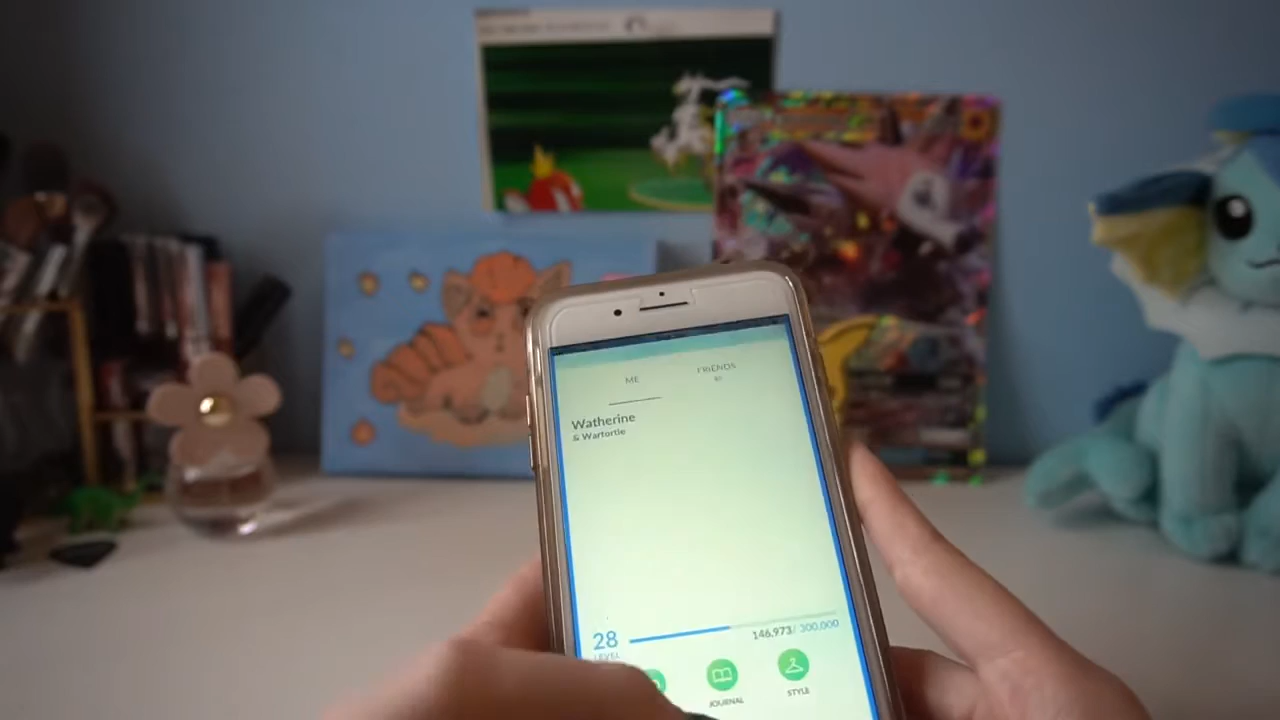 ME
FRIENDS
Watherine
& Wartortle
28
LEVEL
146,973/ 300,000
JOURNAL
STYLE